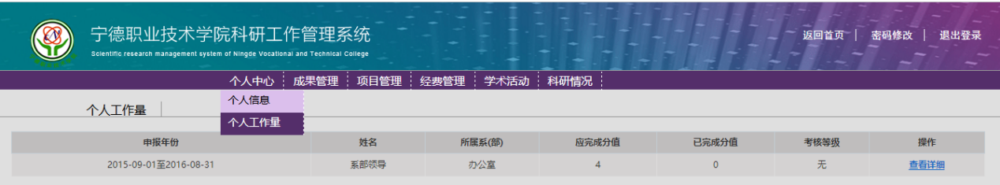 宁德职业技术学院科研工作管理系统
Scientific research management system of Ningde Vocational and Technical College
返回首页 | 密码修改 | 退出登录
个人中心 成果管理 项目管理 经费管理 学术活动 科研情况
个人信息
个人工作量
个人工作量
申报年份 姓名 所属系(部) 应完成分值 已完成分值 考核等级 操作
2015-09-01至2016-08-31 系部领导 办公室 4 0 无 查看详细